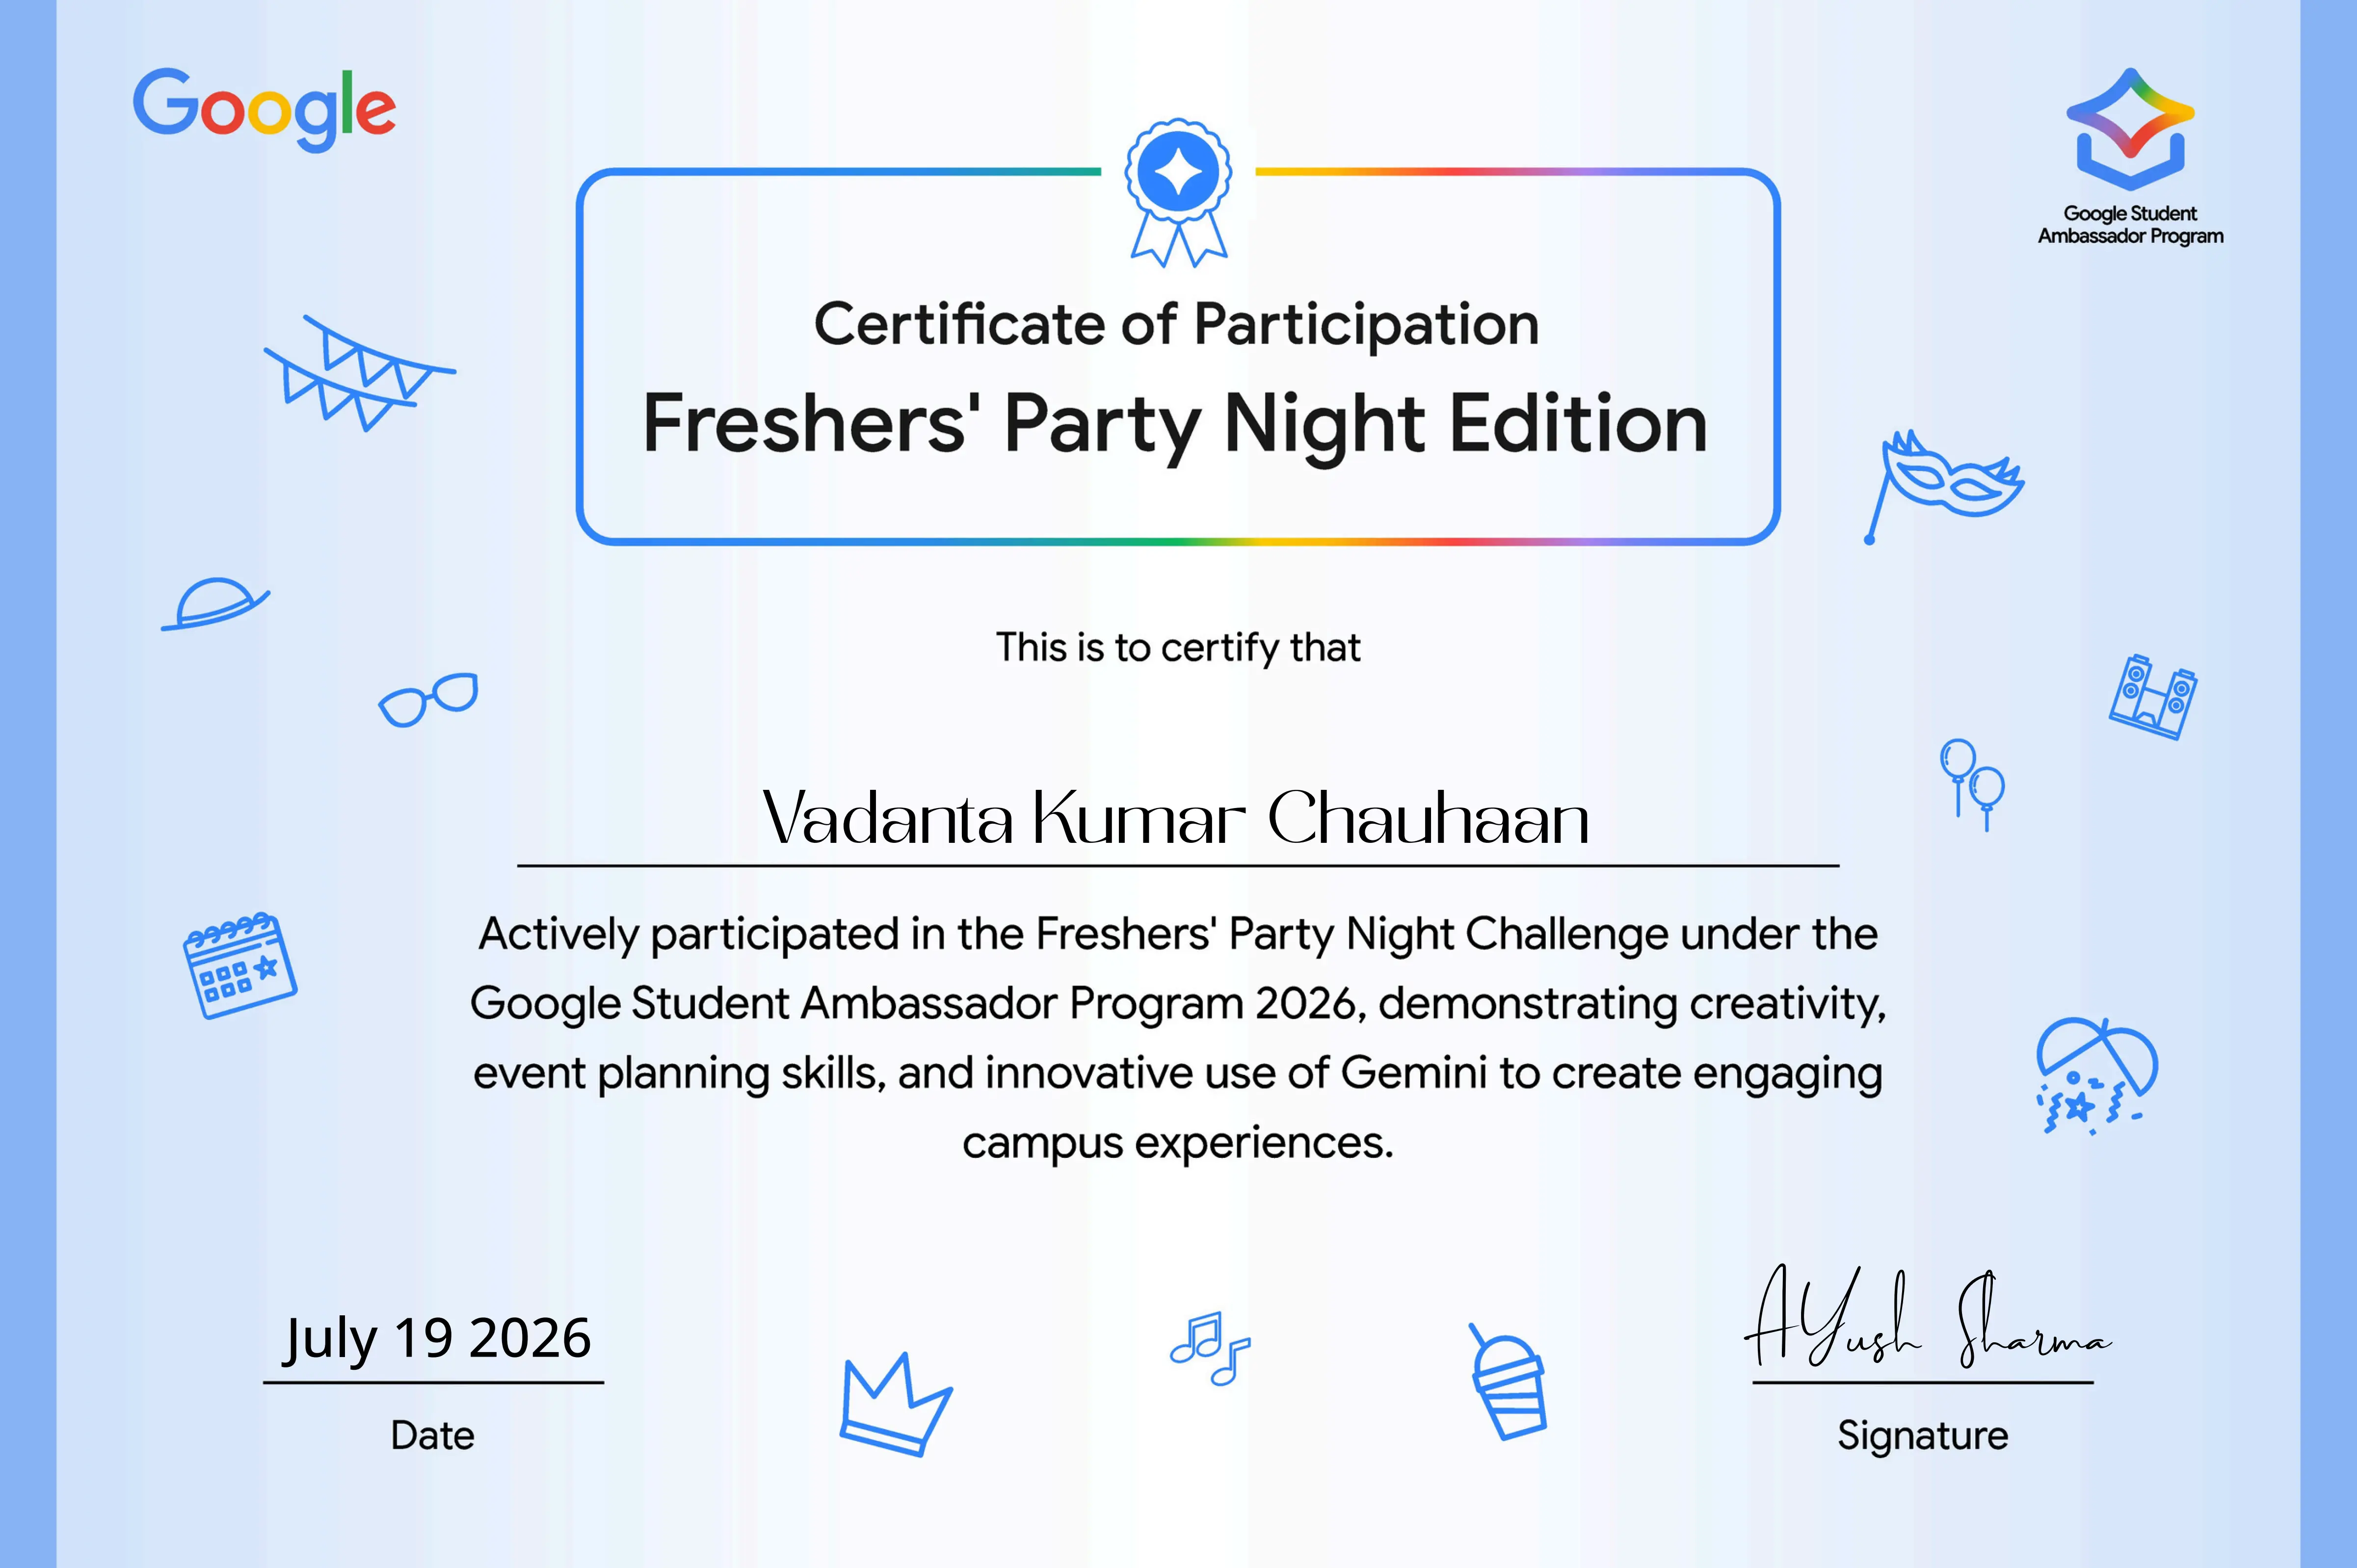 Google
Google Student
Ambassador Program
Certificate of Participation
Freshers' Party Night Edition
This is to certify that
Vadanta Kumar Chauhaan
Actively participated in the Freshers' Party Night Challenge under the
Google Student Ambassador Program 2026, demonstrating creativity,
event planning skills, and innovative use of Gemini to create engaging
campus experiences.
July 19 2026
Date
AYush Sharma
Signature